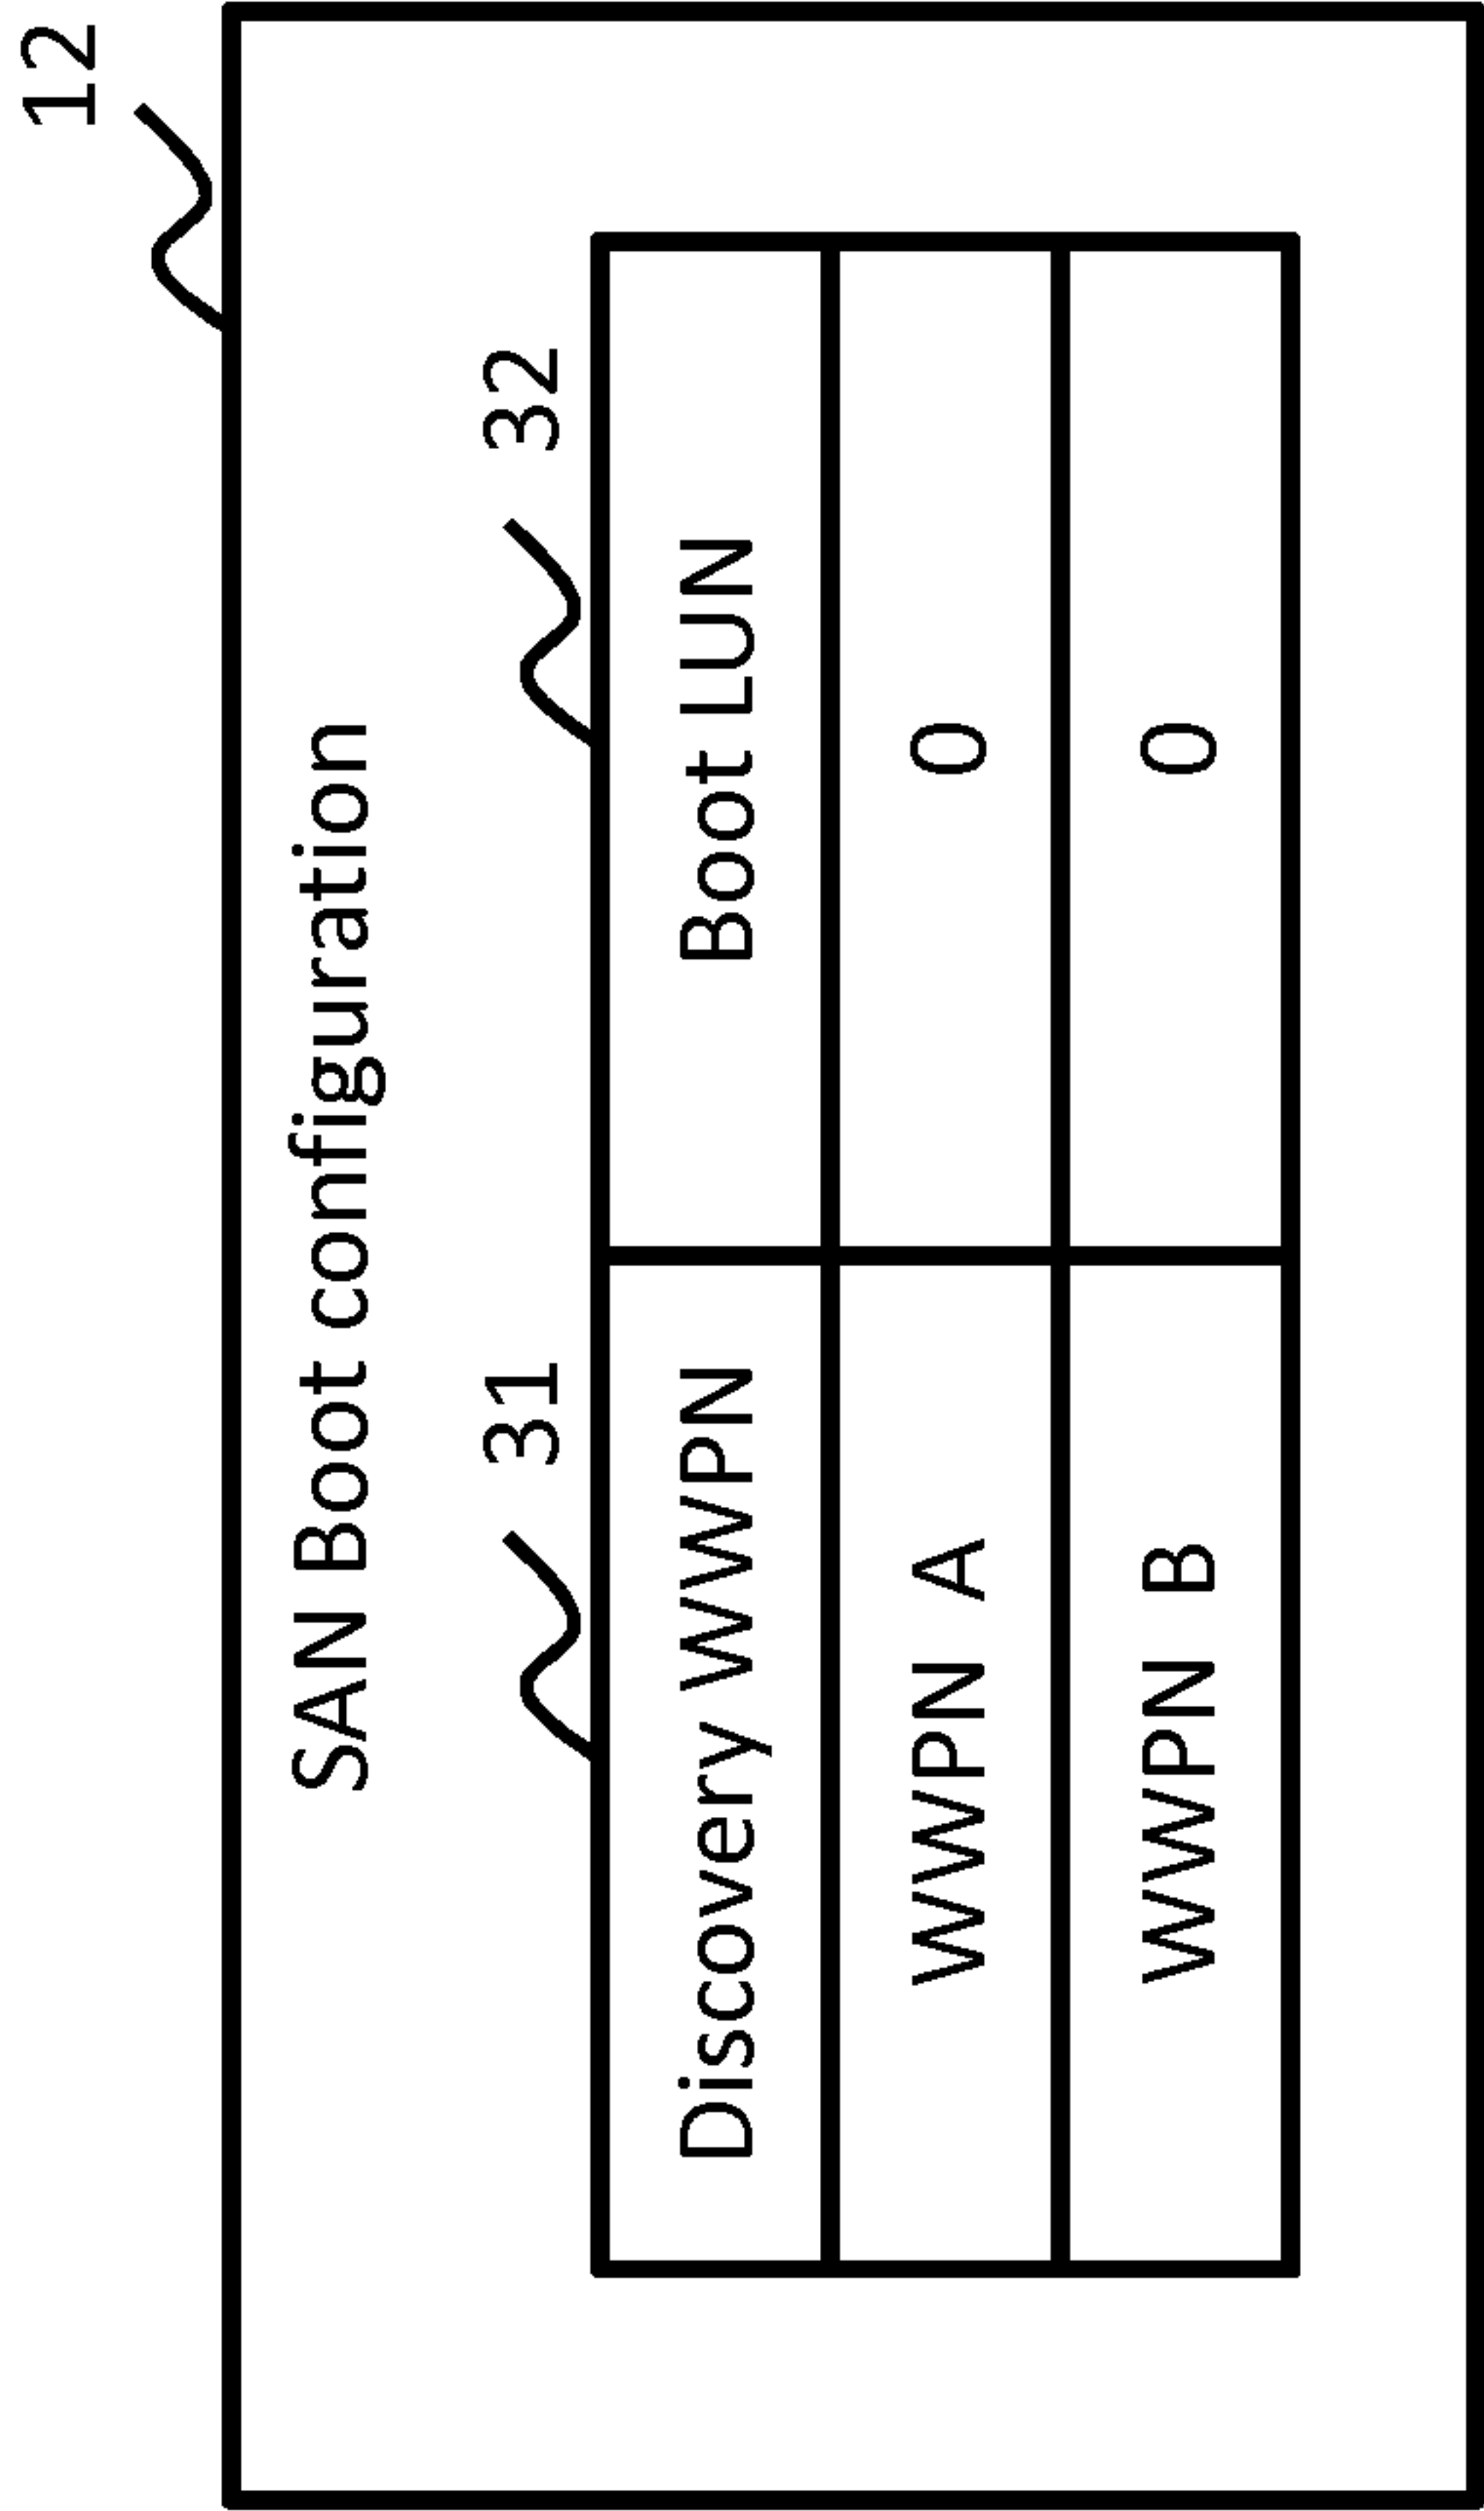 12
SAN Boot configuration
31 32
Discovery WWPN Boot LUN
WWPN A 0
WWPN B 0